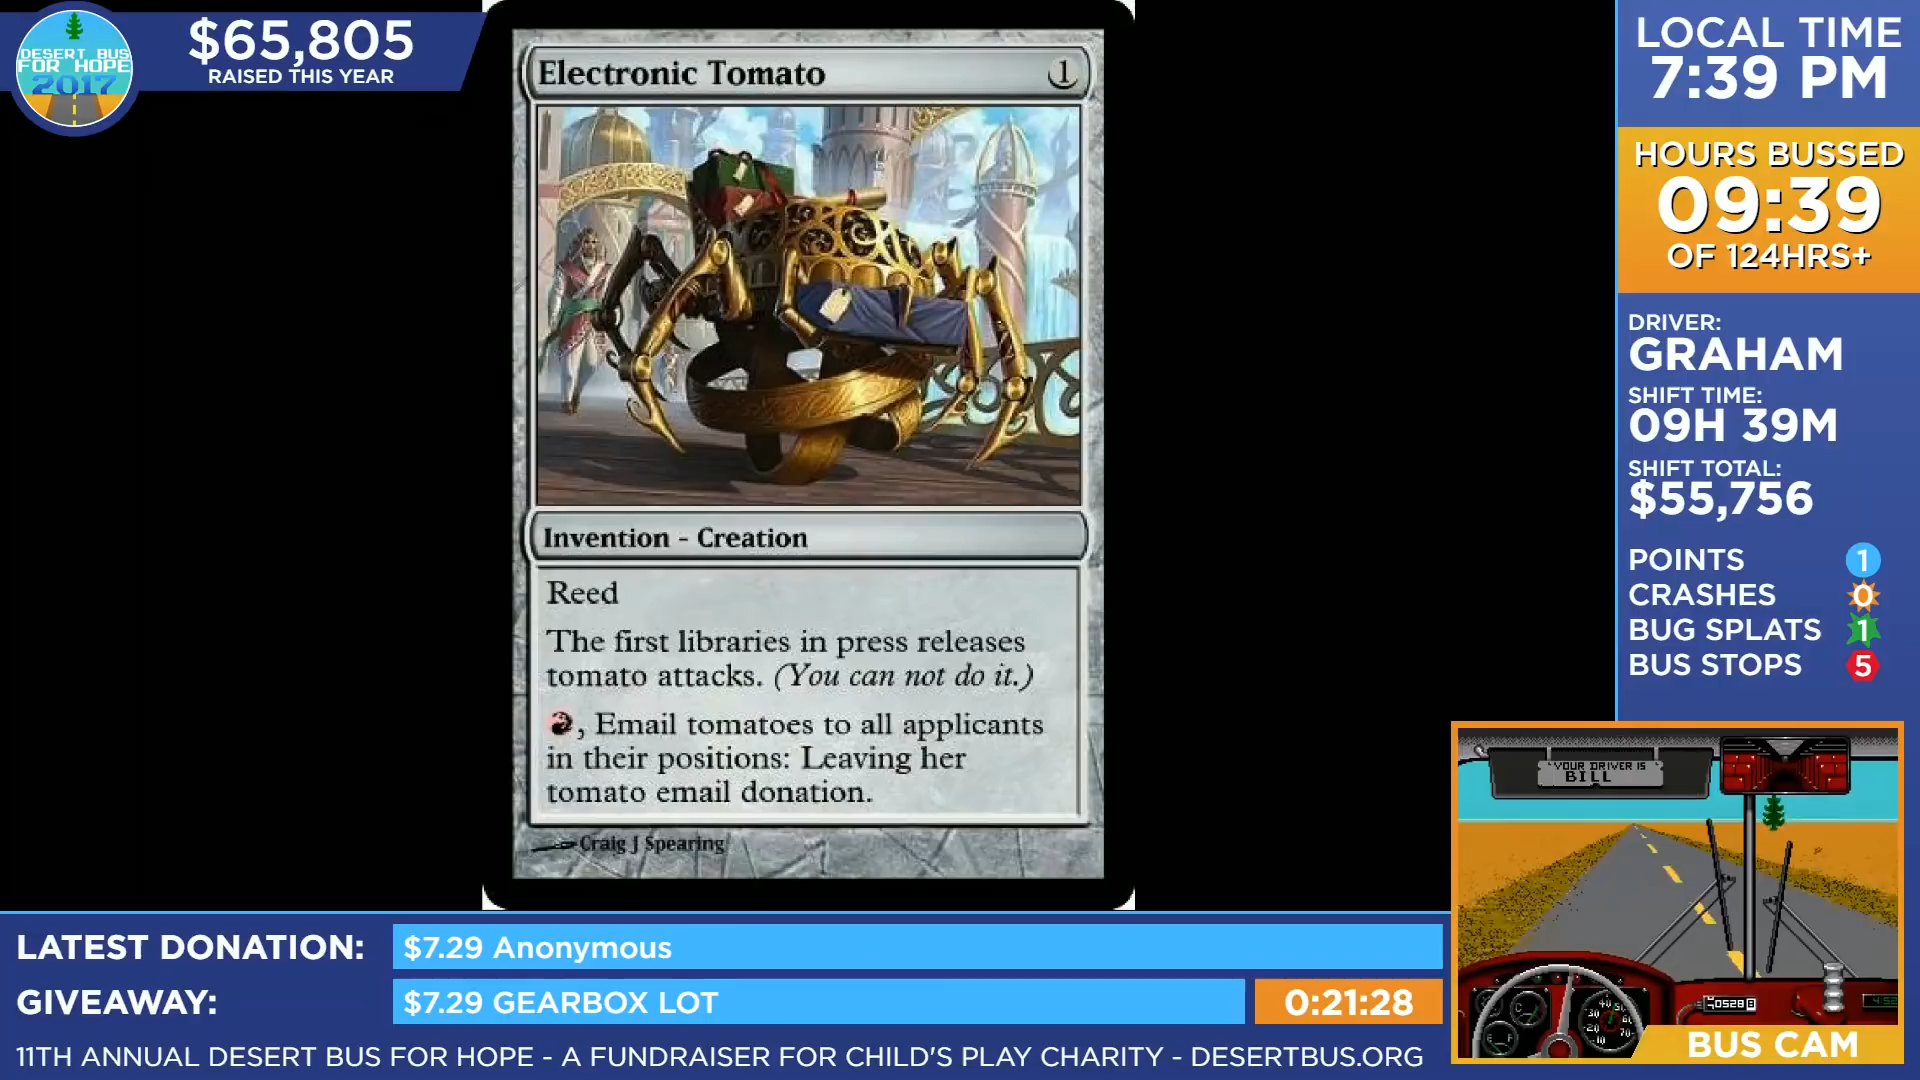 DESERT BUS
FOR HOPE
2017
$65,805
RAISED THIS YEAR
Electronic Tomato 1
Invention - Creation
Reed
The first libraries in press releases
tomato attacks. (You can not do it.)
, Email tomatoes to all applicants
in their positions: Leaving her
tomato email donation.
Craig J Spearing
LOCAL TIME
7:39 PM
HOURS BUSSED
09:39
OF 124HRS+
DRIVER:
GRAHAM
SHIFT TIME:
09H 39M
SHIFT TOTAL:
$55,756
POINTS 1
CRASHES 0
BUG SPLATS 1
BUS STOPS 5
YOUR DRIVER IS
BILL
BUS CAM
LATEST DONATION: $7.29 Anonymous
GIVEAWAY: $7.29 GEARBOX LOT 0:21:28
11TH ANNUAL DESERT BUS FOR HOPE - A FUNDRAISER FOR CHILD'S PLAY CHARITY - DESERTBUS.ORG